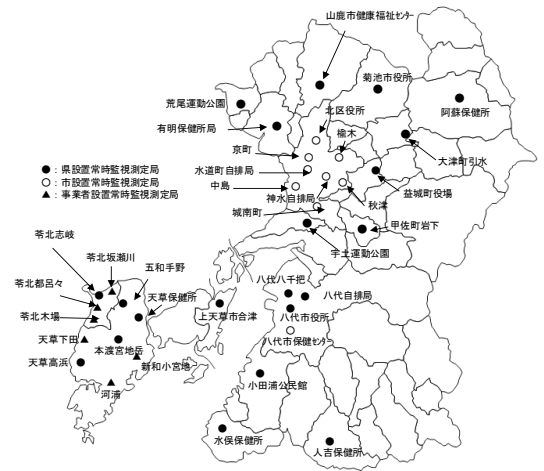 山鹿市健康福祉ｾﾝﾀｰ
菊池市役所
荒尾運動公園
北区役所
阿蘇保健所
有明保健所局
楡木
京町
大津町引水
水道町自排局
●：県設置常時監視測定局
○：市設置常時監視測定局
▲：事業者設置常時監視測定局
中島
神水自排局
益城町役場
秋津
城南町
甲佐町岩下
宇土運動公園
苓北志岐
苓北坂瀬川
五和手野
苓北都呂々
天草保健所
八代八千把
八代自排局
苓北木場
上天草市合津
八代市役所
天草下田
八代市保健ｾﾝﾀｰ
本渡宮地岳
天草高浜
新和小宮地
河浦
小田浦公民館
水俣保健所
人吉保健所